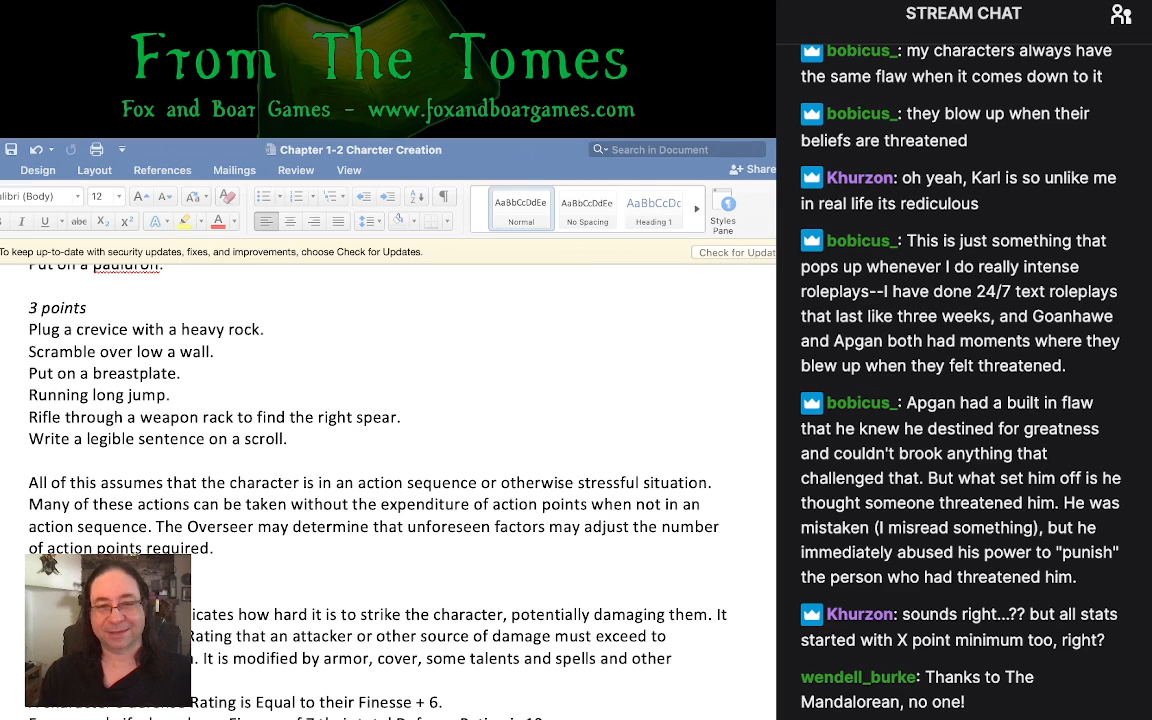 From The Tomes
Fox and Boar Games - www.foxandboargames.com
Chapter 1-2 Charcter Creation
Search in Document
Design Layout References Mailings Review View
Share
alibri (Body) 12
AaBbCcDdEe AaBbCcDdEe AaBbCcDc
Normal No Spacing Heading 1
Styles
Pane
To keep up-to-date with security updates, fixes, and improvements, choose Check for Updates.
Check for Updat
Put on a pauldron.
3 points
Plug a crevice with a heavy rock.
Scramble over low a wall.
Put on a breastplate.
Running long jump.
Rifle through a weapon rack to find the right spear.
Write a legible sentence on a scroll.
All of this assumes that the character is in an action sequence or otherwise stressful situation.
Many of these actions can be taken without the expenditure of action points when not in an
action sequence. The Overseer may determine that unforeseen factors may adjust the number
of action points required.
icates how hard it is to strike the character, potentially damaging them. It
Rating that an attacker or other source of damage must exceed to
. It is modified by armor, cover, some talents and spells and other
Rating is Equal to their Finesse + 6.
STREAM CHAT
bobicus_: my characters always have
the same flaw when it comes down to it
bobicus_: they blow up when their
beliefs are threatened
Khurzon: oh yeah, Karl is so unlike me
in real life its rediculous
bobicus_: This is just something that
pops up whenever I do really intense
roleplays--I have done 24/7 text roleplays
that last like three weeks, and Goanhawe
and Apgan both had moments where they
blew up when they felt threatened.
bobicus_: Apgan had a built in flaw
that he knew he destined for greatness
and couldn't brook anything that
challenged that. But what set him off is he
thought someone threatened him. He was
mistaken (I misread something), but he
immediately abused his power to "punish"
the person who had threatened him.
Khurzon: sounds right...?? but all stats
started with X point minimum too, right?
wendell_burke: Thanks to The
Mandalorean, no one!